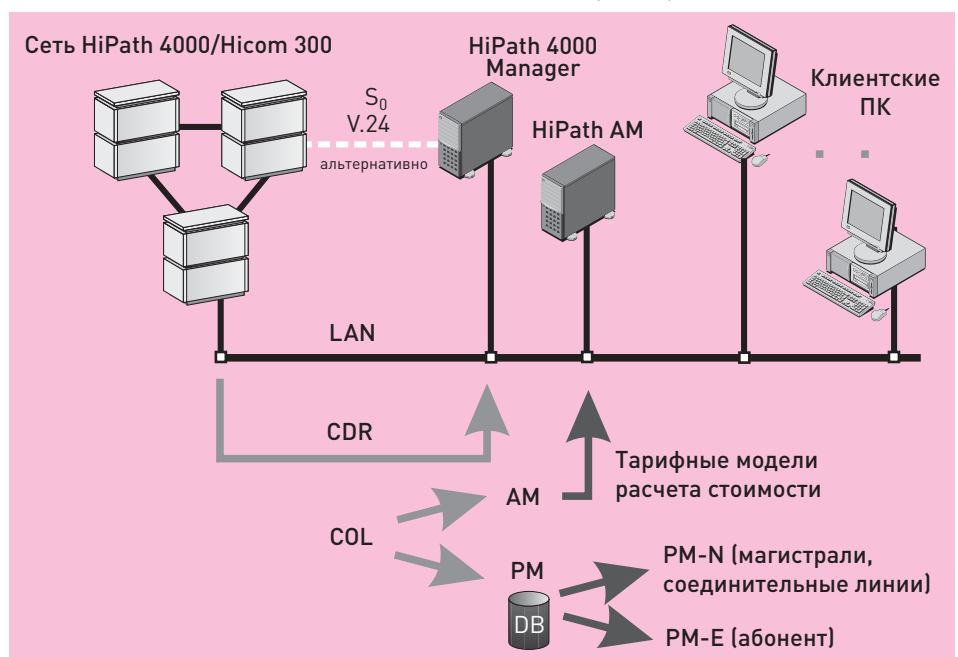 Сеть HiPath 4000/Hicom 300
HiPath 4000
Manager
S₀
V.24
альтернативно
HiPath AM
Клиентские
ПК
LAN
CDR
Тарифные модели
расчета стоимости
AM
COL
PM
DB
PM-N (магистрали,
соединительные линии)
PM-E (абонент)